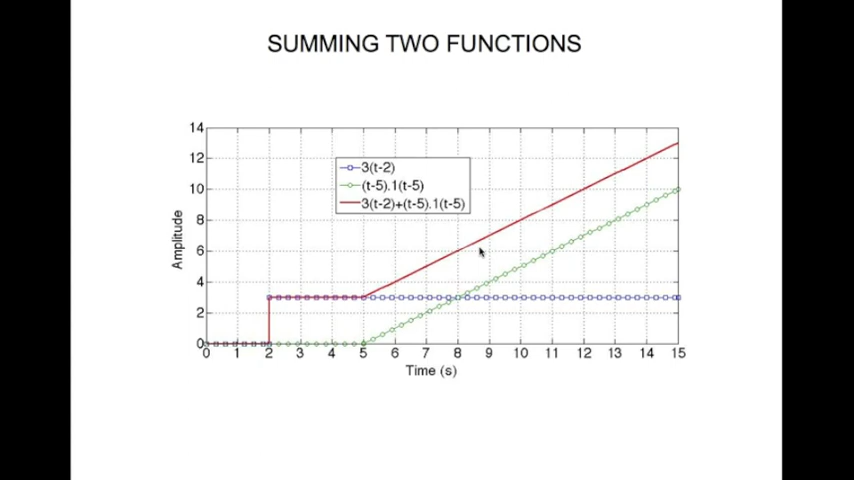 SUMMING TWO FUNCTIONS
14
12
10
8
6
4
2
0
Amplitude
3(t-2)
(t-5).1(t-5)
3(t-2)+(t-5).1(t-5)
0 1 2 3 4 5 6 7 8 9 10 11 12 13 14 15
Time (s)